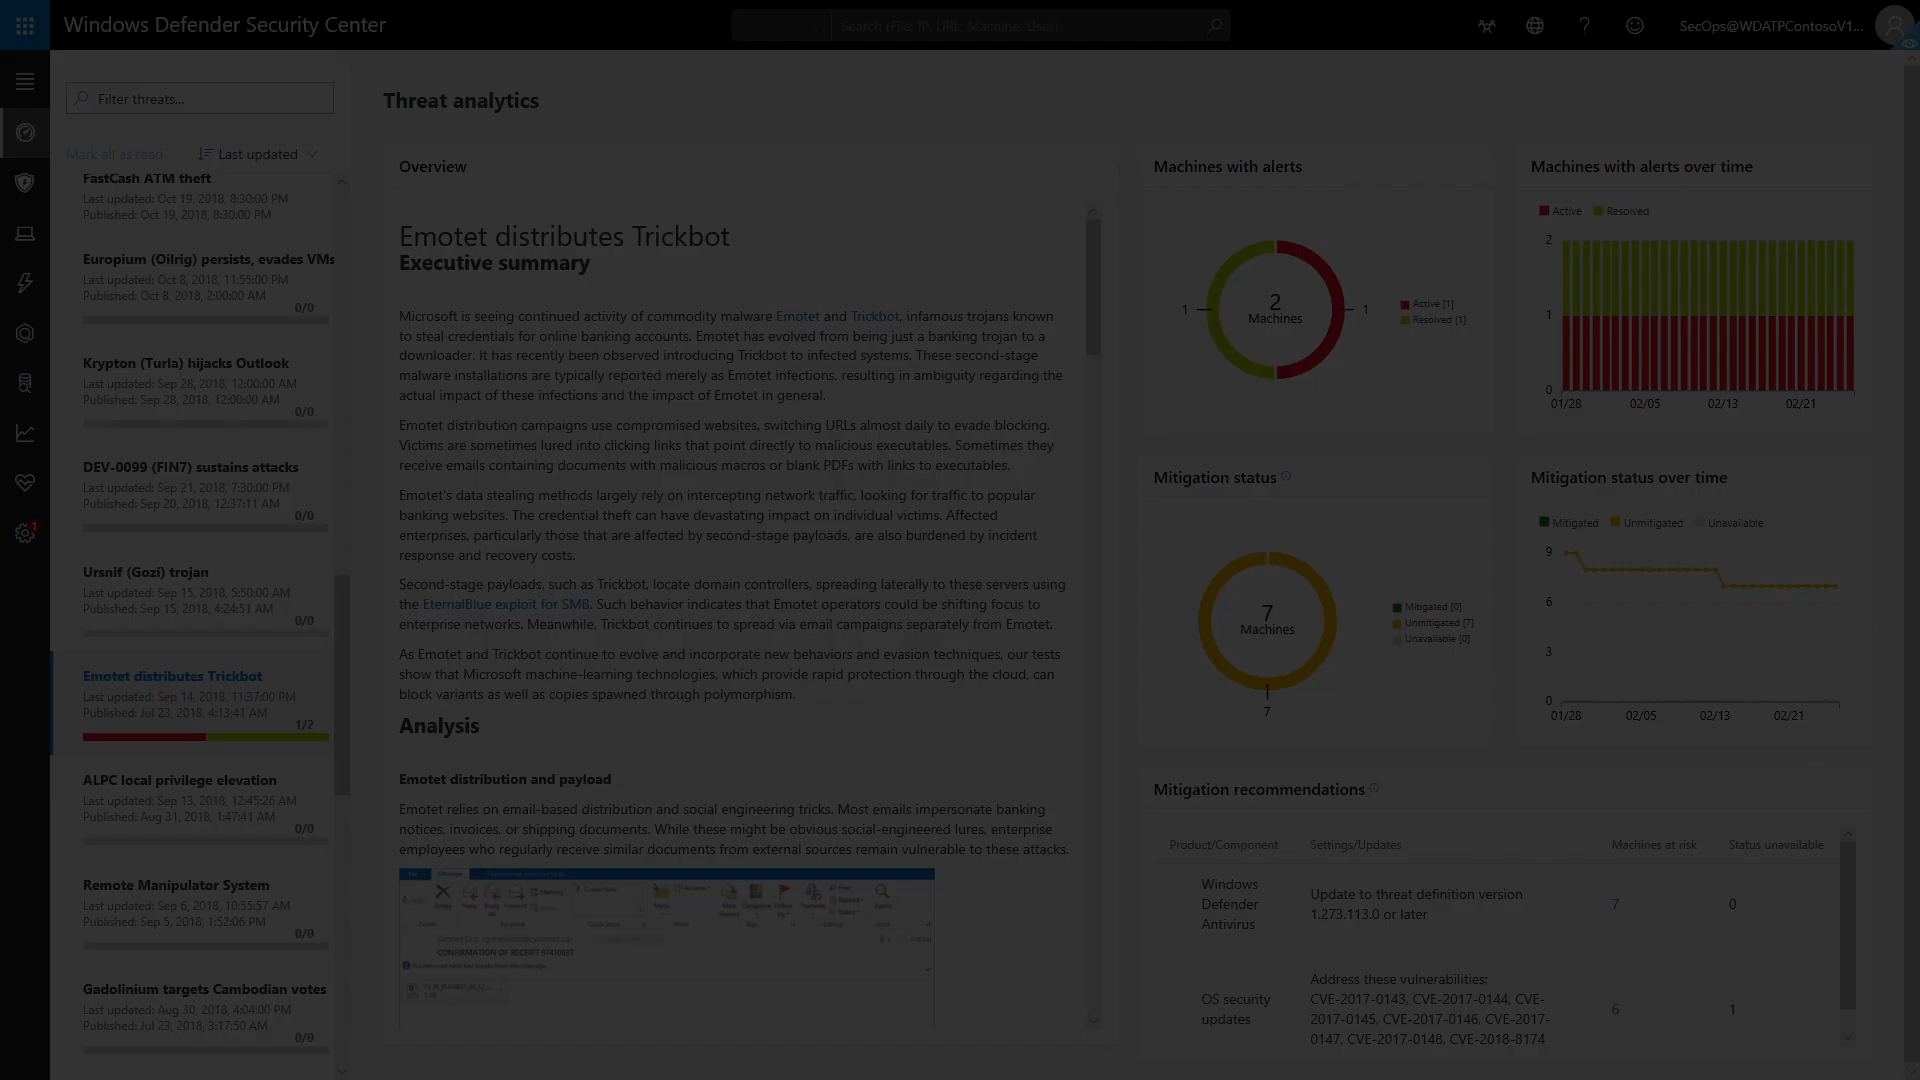 Windows Defender Security Center
Search (File, IP, URL, Machine, User)
SecOps@WDATPContosoV1...
Filter threats...
Mark all as read
Last updated
FastCash ATM theft
Last updated: Oct 19, 2018, 8:30:00 PM
Published: Oct 19, 2018, 8:30:00 PM
Europium (Oilrig) persists, evades VMs
Last updated: Oct 8, 2018, 11:55:00 PM
Published: Oct 8, 2018, 2:00:00 AM
0/0
Krypton (Turla) hijacks Outlook
Last updated: Sep 28, 2018, 12:00:00 AM
Published: Sep 28, 2018, 12:00:00 AM
0/0
DEV-0099 (FIN7) sustains attacks
Last updated: Sep 21, 2018, 7:30:00 PM
Published: Sep 20, 2018, 12:37:11 AM
0/0
Ursnif (Gozi) trojan
Last updated: Sep 15, 2018, 5:50:00 AM
Published: Sep 15, 2018, 4:24:51 AM
0/0
1
Emotet distributes Trickbot
Last updated: Sep 14, 2018, 11:37:00 PM
Published: Jul 23, 2018, 4:13:41 AM
1/2
ALPC local privilege elevation
Last updated: Sep 13, 2018, 12:45:26 AM
Published: Aug 31, 2018, 1:47:41 AM
0/0
Remote Manipulator System
Last updated: Sep 6, 2018, 10:55:57 AM
Published: Sep 5, 2018, 1:52:06 PM
0/0
Gadolinium targets Cambodian votes
Last updated: Aug 30, 2018, 4:04:00 PM
Published: Jul 23, 2018, 3:17:50 AM
0/0
Threat analytics
Overview
Emotet distributes Trickbot
Executive summary
Microsoft is seeing continued activity of commodity malware Emotet and Trickbot, infamous trojans known
to steal credentials for online banking accounts. Emotet has evolved from being just a banking trojan to a
downloader. It has recently been observed introducing Trickbot to infected systems. These second-stage
malware installations are typically reported merely as Emotet infections, resulting in ambiguity regarding the
actual impact of these infections and the impact of Emotet in general.
Emotet distribution campaigns use compromised websites, switching URLs almost daily to evade blocking.
Victims are sometimes lured into clicking links that point directly to malicious executables. Sometimes they
receive emails containing documents with malicious macros or blank PDFs with links to executables.
Emotet's data stealing methods largely rely on intercepting network traffic, looking for traffic to popular
banking websites. The credential theft can have devastating impact on individual victims. Affected
enterprises, particularly those that are affected by second-stage payloads, are also burdened by incident
response and recovery costs.
Second-stage payloads, such as Trickbot, locate domain controllers, spreading laterally to these servers using
the EternalBlue exploit for SMB. Such behavior indicates that Emotet operators could be shifting focus to
enterprise networks. Meanwhile, Trickbot continues to spread via email campaigns separately from Emotet.
As Emotet and Trickbot continue to evolve and incorporate new behaviors and evasion techniques, our tests
show that Microsoft machine-learning technologies, which provide rapid protection through the cloud, can
block variants as well as copies spawned through polymorphism.
Analysis
Emotet distribution and payload
Emotet relies on email-based distribution and social engineering tricks. Most emails impersonate banking
notices, invoices, or shipping documents. While these might be obvious social-engineered lures, enterprise
employees who regularly receive similar documents from external sources remain vulnerable to these attacks.
CONFIRMATION OF RECEIPT 91410937
Machines with alerts
2
Machines
1
1
Active [1]
Resolved [1]
Machines with alerts over time
Active Resolved
2
1
0
01/28 02/05 02/13 02/21
Mitigation status
7
Machines
7
Mitigated [0]
Unmitigated [7]
Unavailable [0]
Mitigation status over time
Mitigated Unmitigated Unavailable
9
6
3
0
01/28 02/05 02/13 02/21
Mitigation recommendations
Product/Component Settings/Updates Machines at risk Status unavailable
Windows
Defender
Antivirus
Update to threat definition version
1.273.113.0 or later
7
0
OS security
updates
Address these vulnerabilities:
CVE-2017-0143, CVE-2017-0144, CVE-
2017-0145, CVE-2017-0146, CVE-2017-
0147, CVE-2017-0148, CVE-2018-8174
6
1